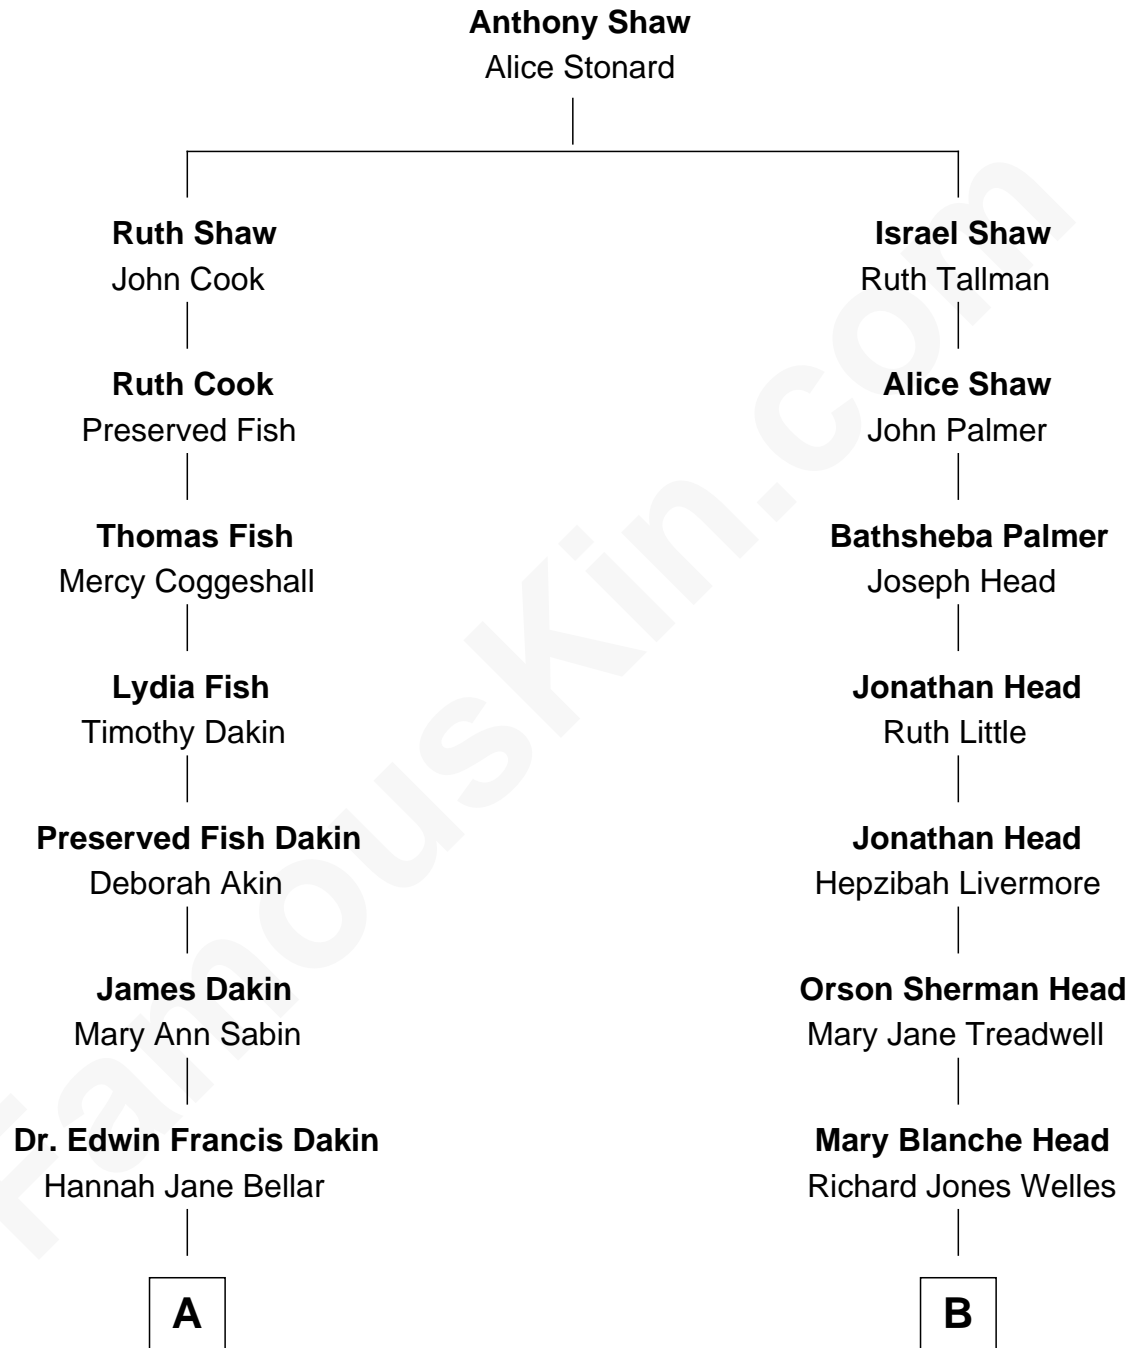 Anthony Shaw
Alice Stonard
Ruth Shaw
John Cook
Ruth Cook
Preserved Fish
Thomas Fish
Mercy Coggeshall
Lydia Fish
Timothy Dakin
Preserved Fish Dakin
Deborah Akin
James Dakin
Mary Ann Sabin
Dr. Edwin Francis Dakin
Hannah Jane Bellar
A
Israel Shaw
Ruth Tallman
Alice Shaw
John Palmer
Bathsheba Palmer
Joseph Head
Jonathan Head
Ruth Little
Jonathan Head
Hepzibah Livermore
Orson Sherman Head
Mary Jane Treadwell
Mary Blanche Head
Richard Jones Welles
B
FamousKin.com